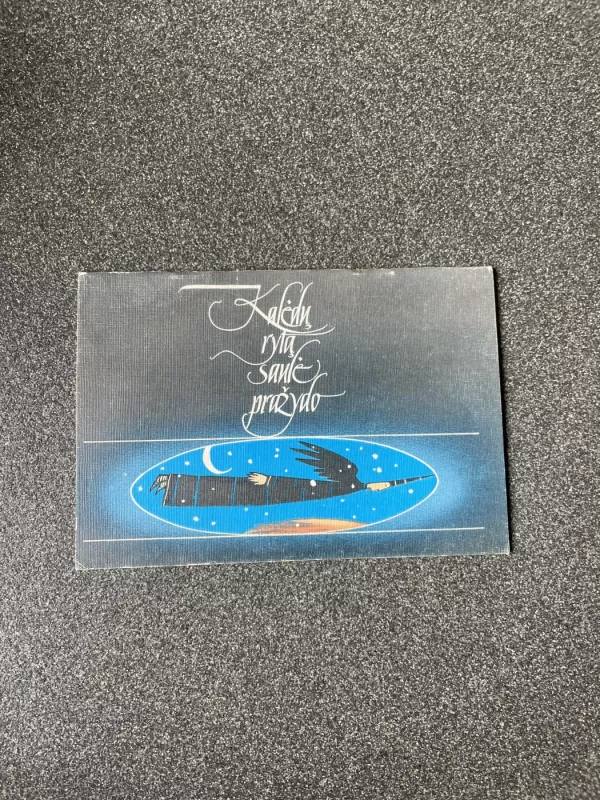 Kalėdų
rytą
saulė
pražydo